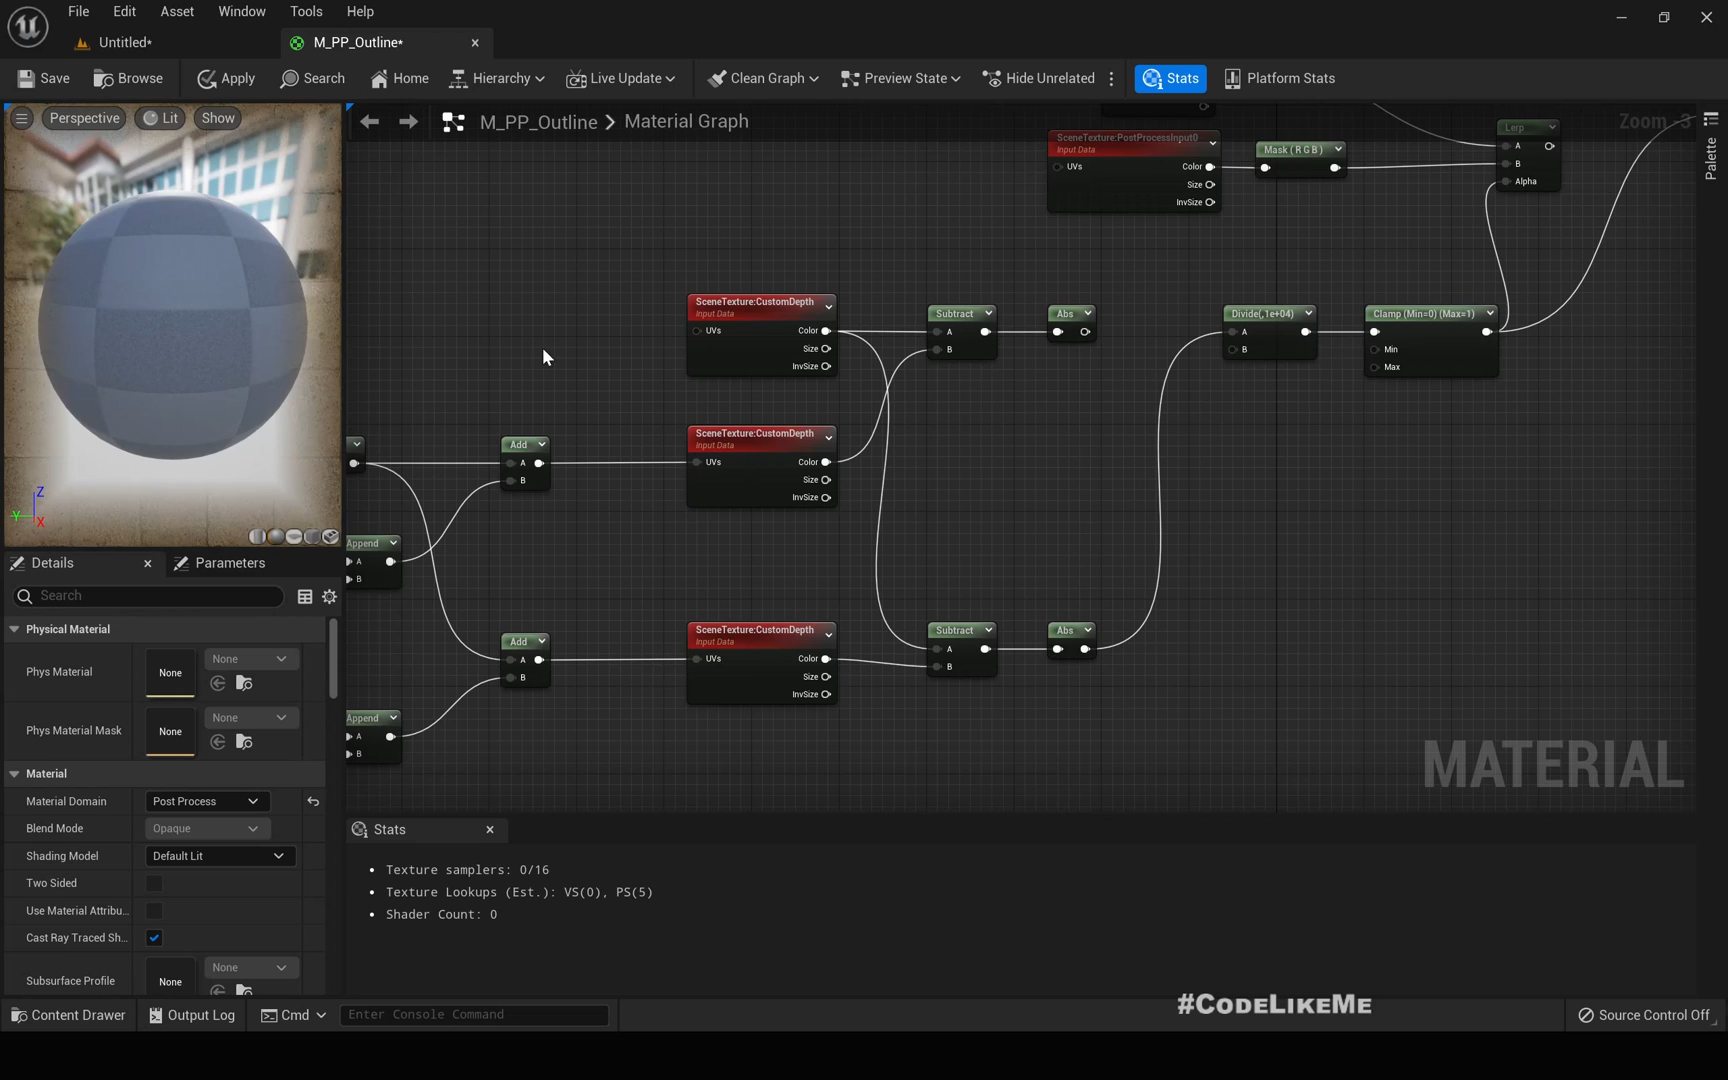 File Edit Asset Window Tools Help
Untitled* M_PP_Outline*
Save Browse Apply Search Home Hierarchy Live Update Clean Graph Preview State Hide Unrelated Stats Platform Stats
Perspective Lit Show
M_PP_Outline > Material Graph
Zoom -3
Palette
Lerp
A
B
Alpha
SceneTexture:PostProcessInput0
Input Data
UVs Color
Size
InvSize
Mask ( R G B )
SceneTexture:CustomDepth
Input Data
UVs Color
Size
InvSize
Subtract
A
B
Abs
Divide(,1e+04)
A
B
Clamp (Min=0) (Max=1)
Min
Max
Add
A
B
SceneTexture:CustomDepth
Input Data
UVs Color
Size
InvSize
Append
A
B
Add
A
B
SceneTexture:CustomDepth
Input Data
UVs Color
Size
InvSize
Subtract
A
B
Abs
Append
A
B
MATERIAL
Z
Y
X
Details Parameters
Search
Physical Material
Phys Material None None
Phys Material Mask None None
Material
Material Domain Post Process
Blend Mode Opaque
Shading Model Default Lit
Two Sided
Use Material Attribu...
Cast Ray Traced Sh...
Subsurface Profile None None
Stats
Texture samplers: 0/16
Texture Lookups (Est.): VS(0), PS(5)
Shader Count: 0
#CODELIKEME
Content Drawer Output Log Cmd Enter Console Command Source Control Off